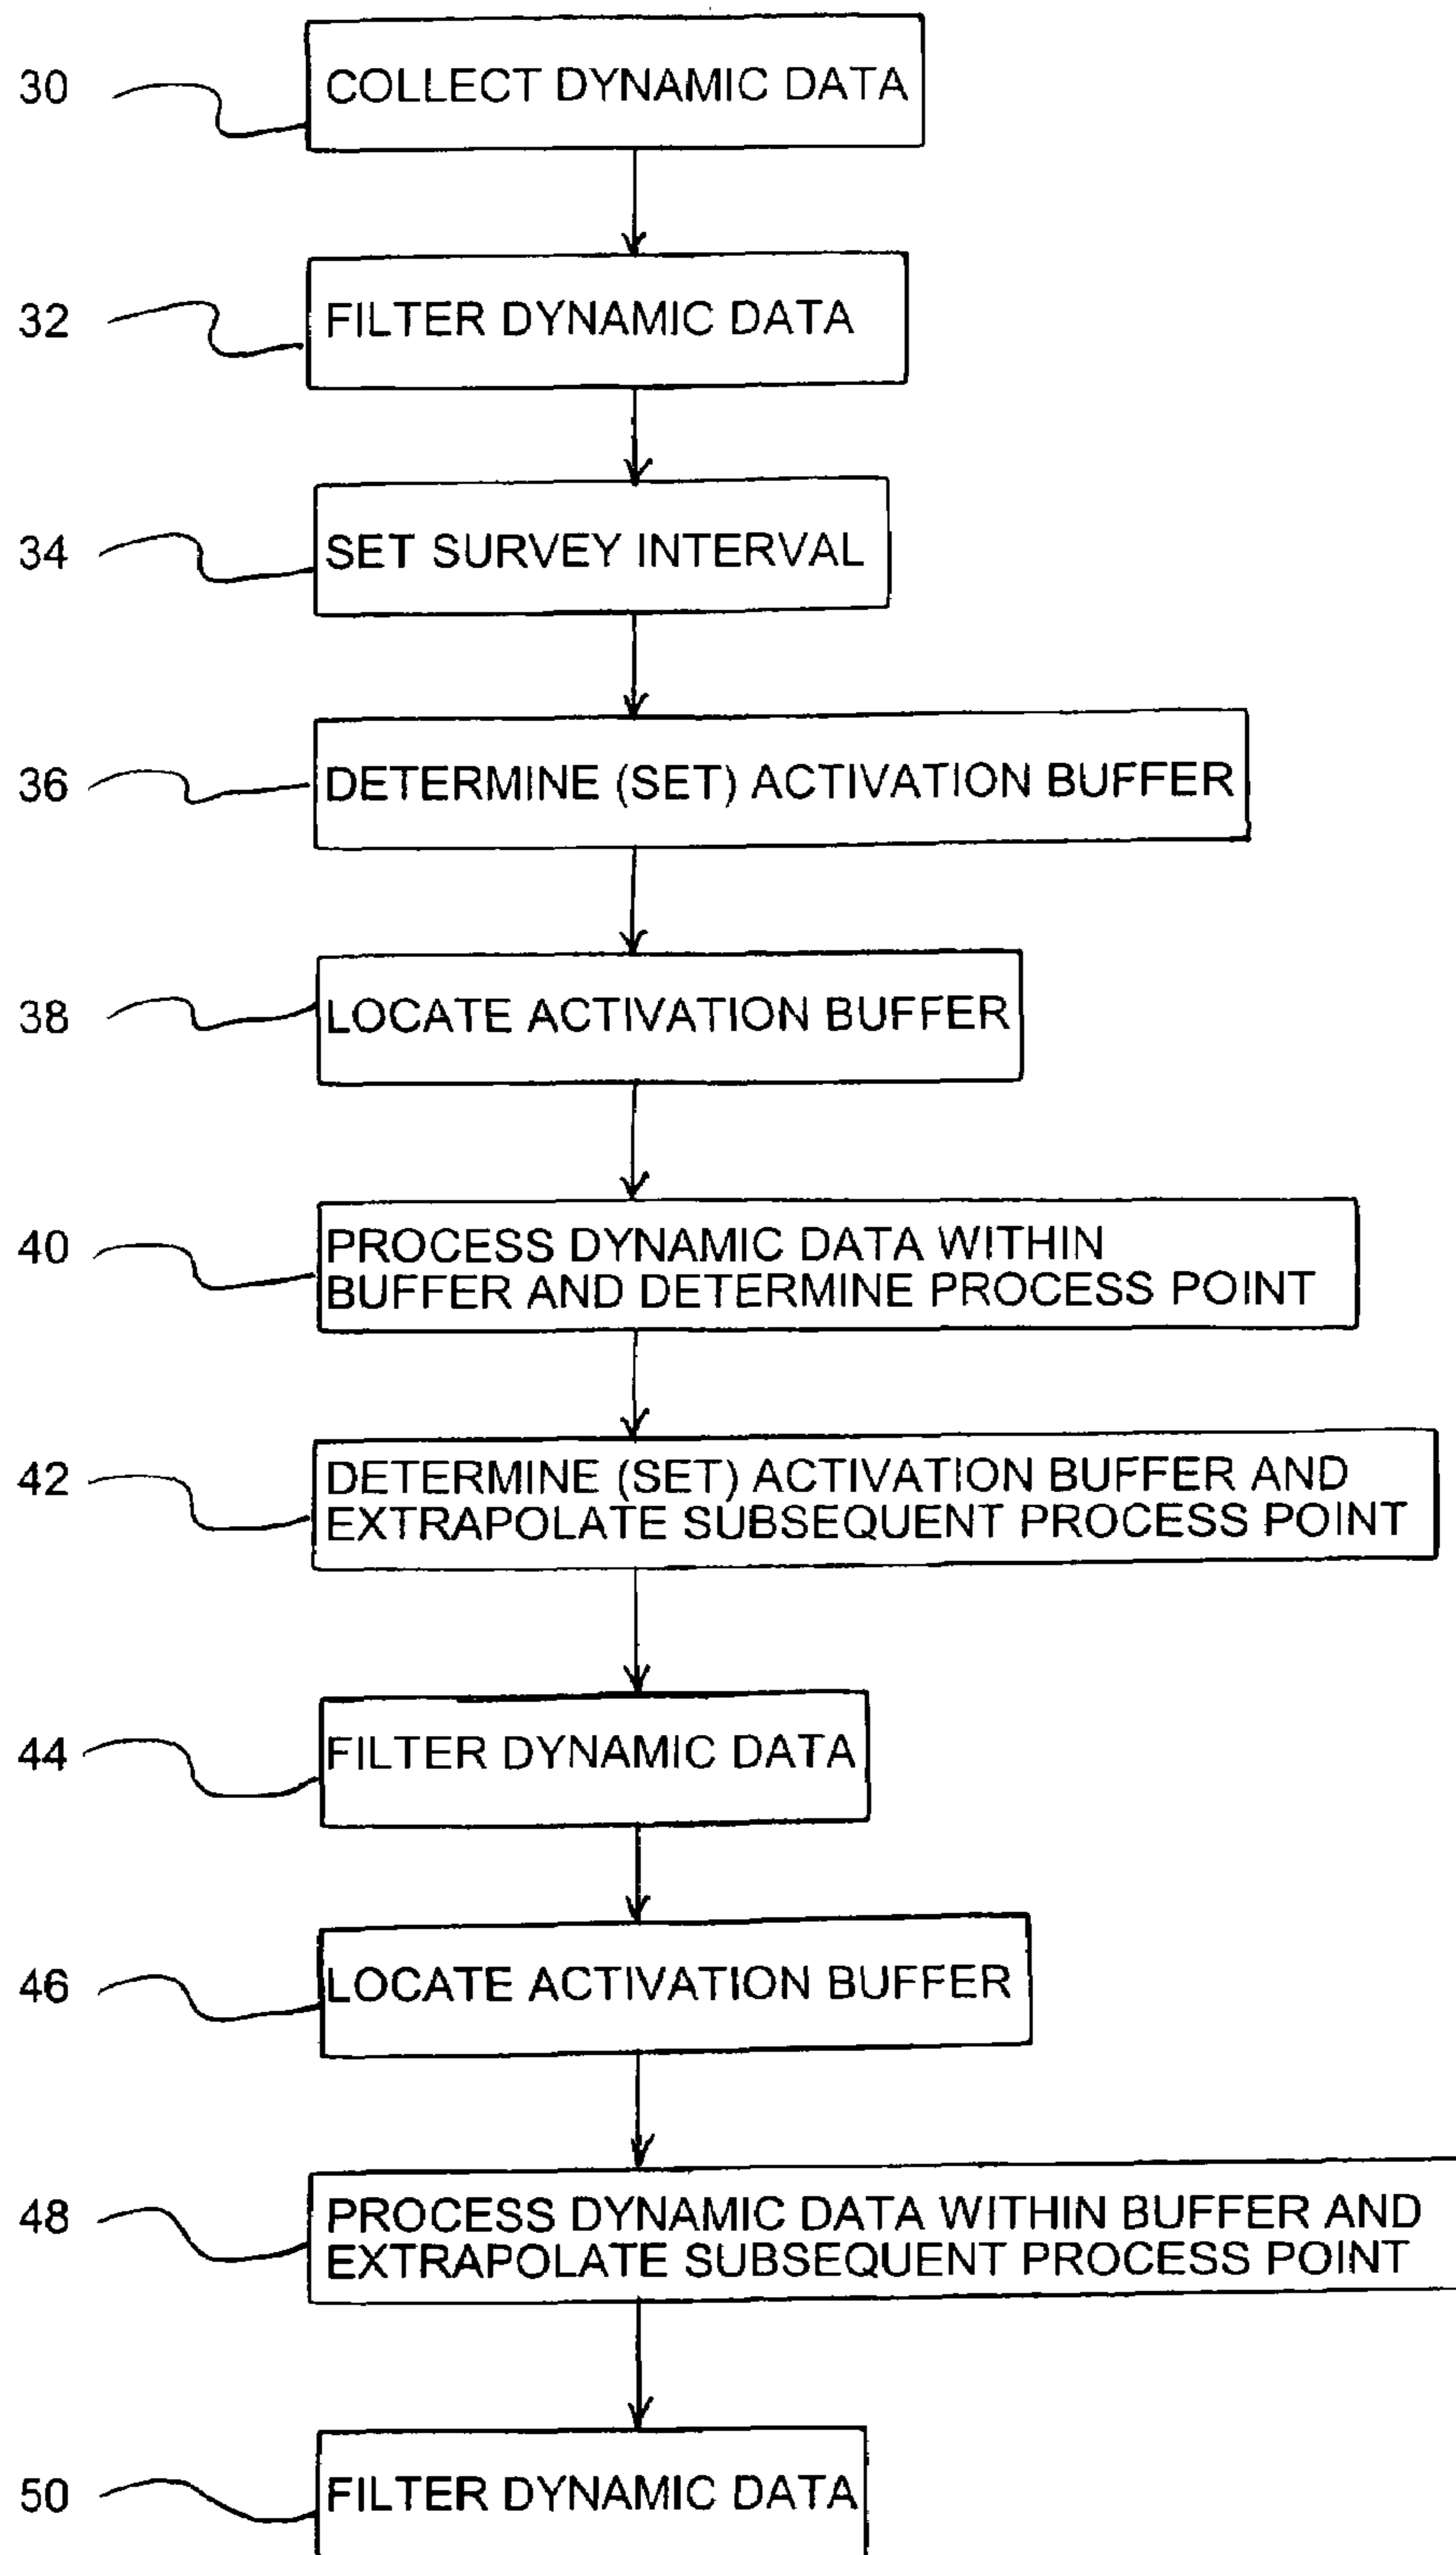 30 COLLECT DYNAMIC DATA
32 FILTER DYNAMIC DATA
34 SET SURVEY INTERVAL
36 DETERMINE (SET) ACTIVATION BUFFER
38 LOCATE ACTIVATION BUFFER
40 PROCESS DYNAMIC DATA WITHIN
BUFFER AND DETERMINE PROCESS POINT
42 DETERMINE (SET) ACTIVATION BUFFER AND
EXTRAPOLATE SUBSEQUENT PROCESS POINT
44 FILTER DYNAMIC DATA
46 LOCATE ACTIVATION BUFFER
48 PROCESS DYNAMIC DATA WITHIN BUFFER AND
EXTRAPOLATE SUBSEQUENT PROCESS POINT
50 FILTER DYNAMIC DATA